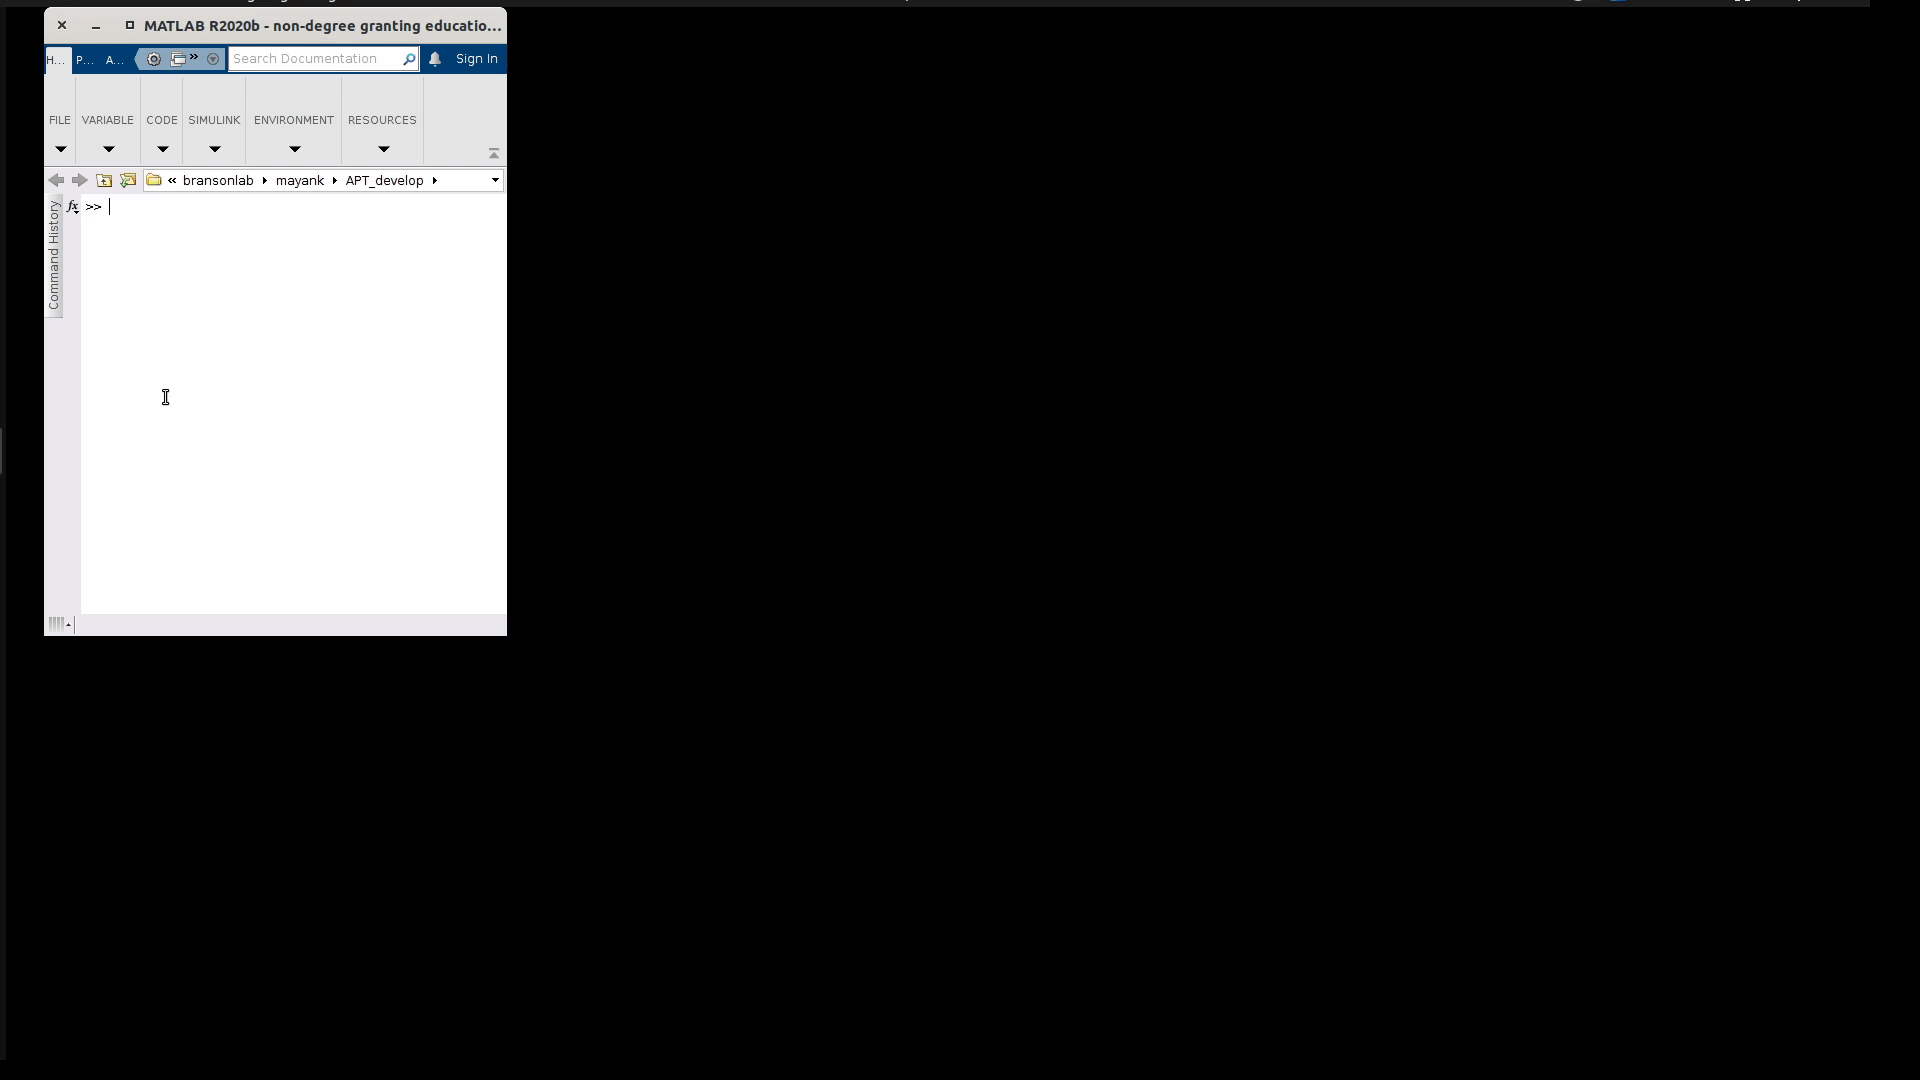 MATLAB R2020b - non-degree granting educatio...
H... P... A... » Search Documentation Sign In
FILE VARIABLE CODE SIMULINK ENVIRONMENT RESOURCES
« bransonlab mayank APT_develop
Command History
fx >>